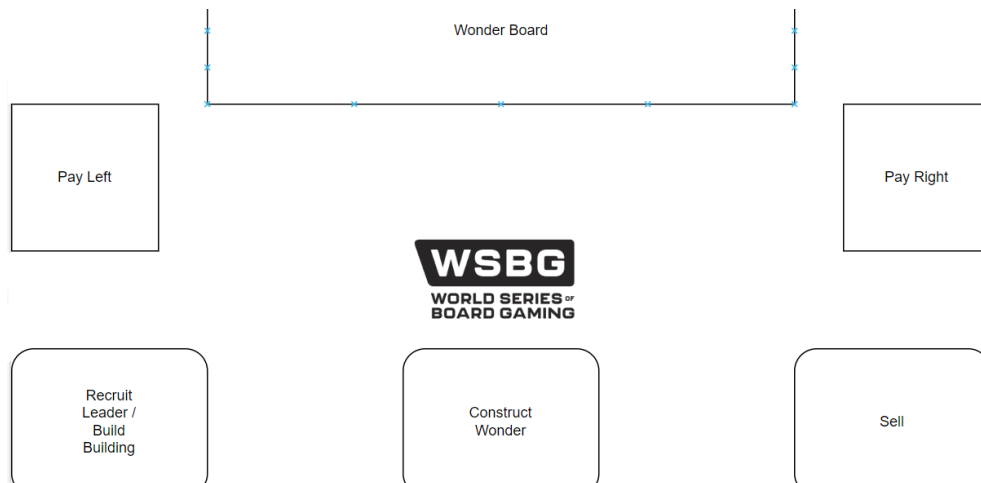 Wonder Board
Pay Left
Pay Right
WSBG
WORLD SERIES OF
BOARD GAMING
Recruit
Leader /
Build
Building
Construct
Wonder
Sell